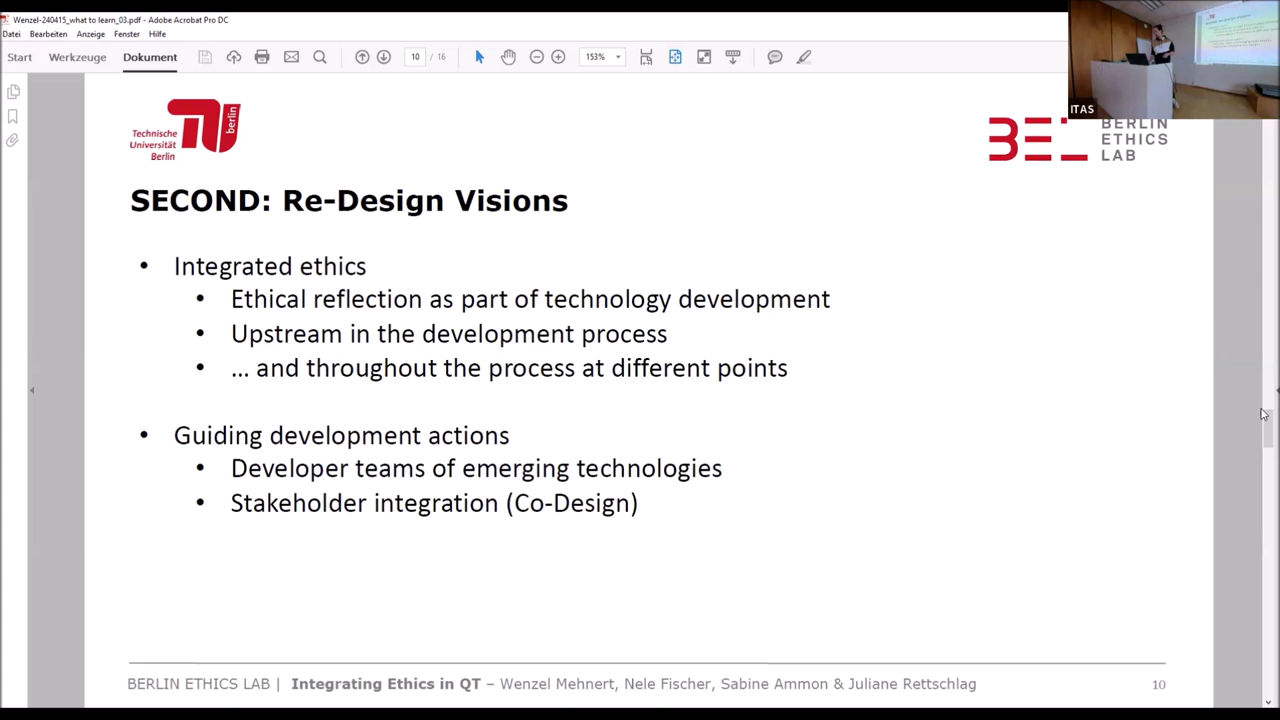 Wenzel-240415_what to learn_03.pdf - Adobe Acrobat Pro DC
Datei Bearbeiten Anzeige Fenster Hilfe
Start Werkzeuge Dokument 10 / 16 153%
ITAS
Technische
Universität
Berlin
berlin
BEL
BERLIN
ETHICS
LAB
SECOND: Re-Design Visions
• Integrated ethics
• Ethical reflection as part of technology development
• Upstream in the development process
• ... and throughout the process at different points
• Guiding development actions
• Developer teams of emerging technologies
• Stakeholder integration (Co-Design)
BERLIN ETHICS LAB | Integrating Ethics in QT – Wenzel Mehnert, Nele Fischer, Sabine Ammon & Juliane Rettschlag 10